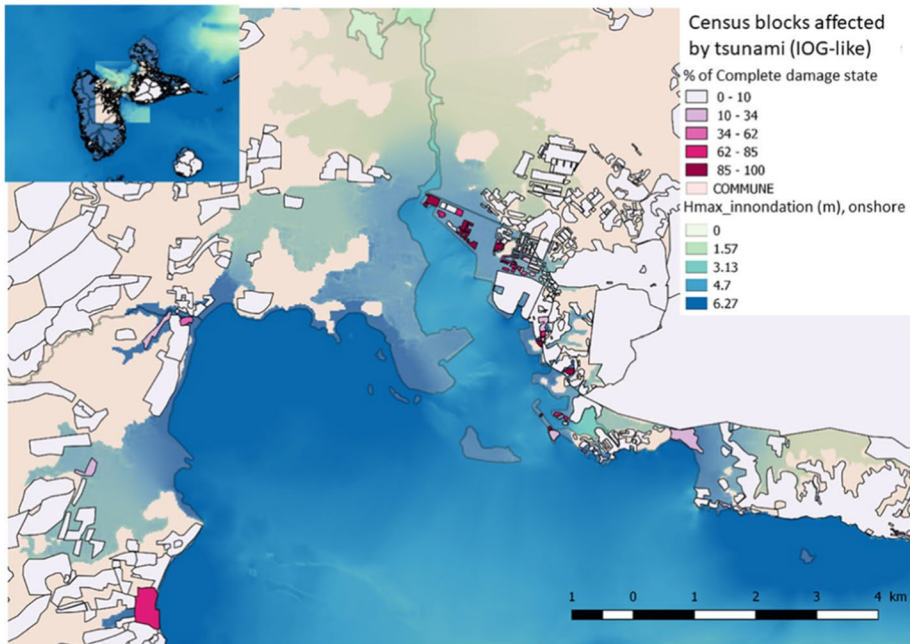 Census blocks affected
by tsunami (IOG-like)
% of Complete damage state
0 - 10
10 - 34
34 - 62
62 - 85
85 - 100
COMMUNE
Hmax_innondation (m), onshore
0
1.57
3.13
4.7
6.27
1 0 1 2 3 4 km